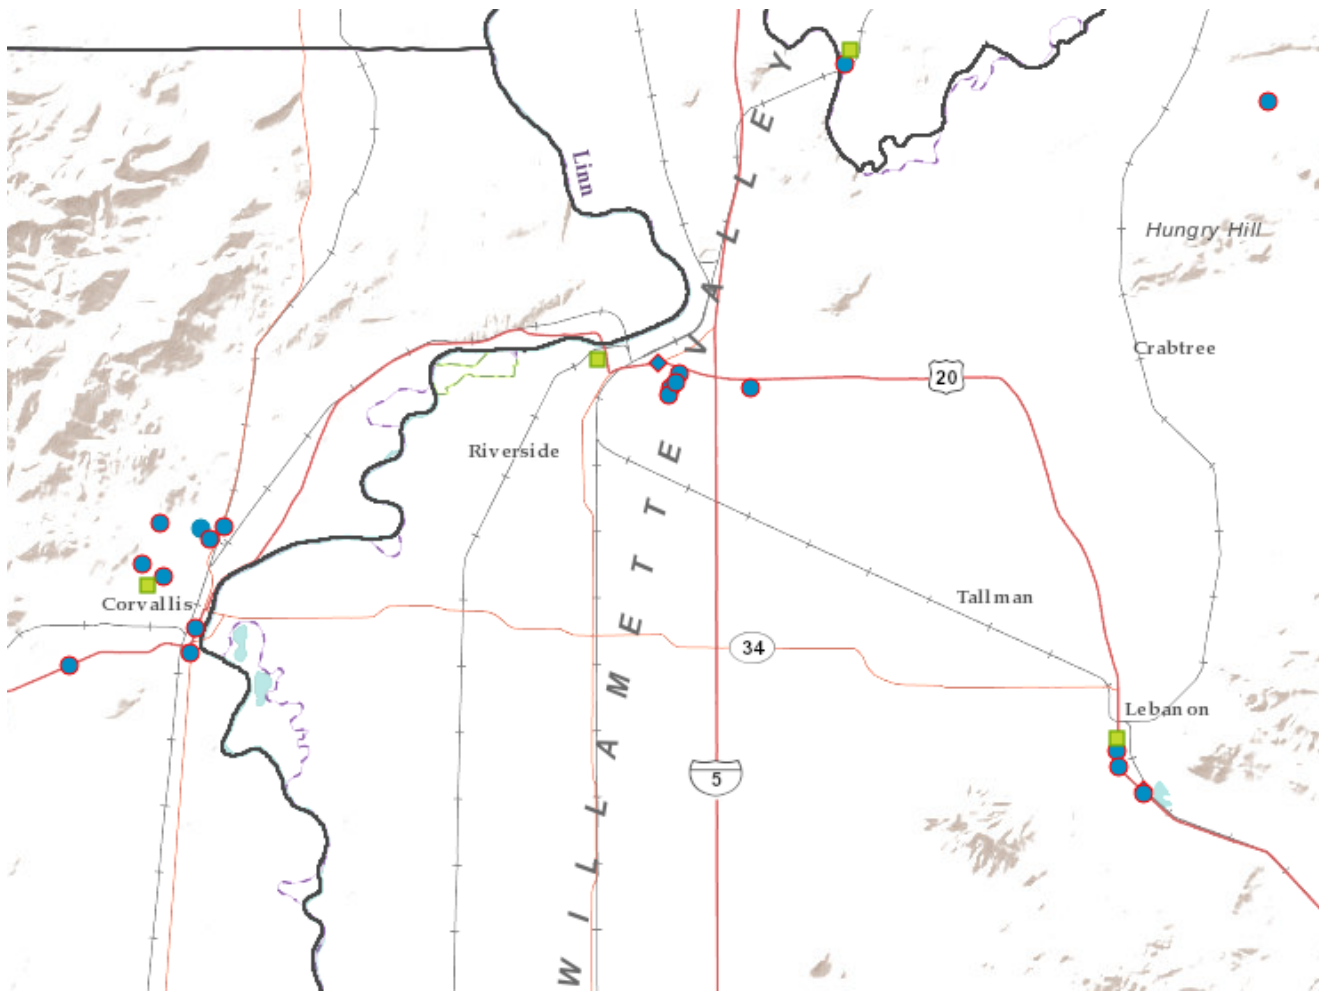 Linn
Hungry Hill
Crabtree
20
Riverside
Tallman
Corvallis
34
Lebanon
5
WILLAMETTE VALLEY